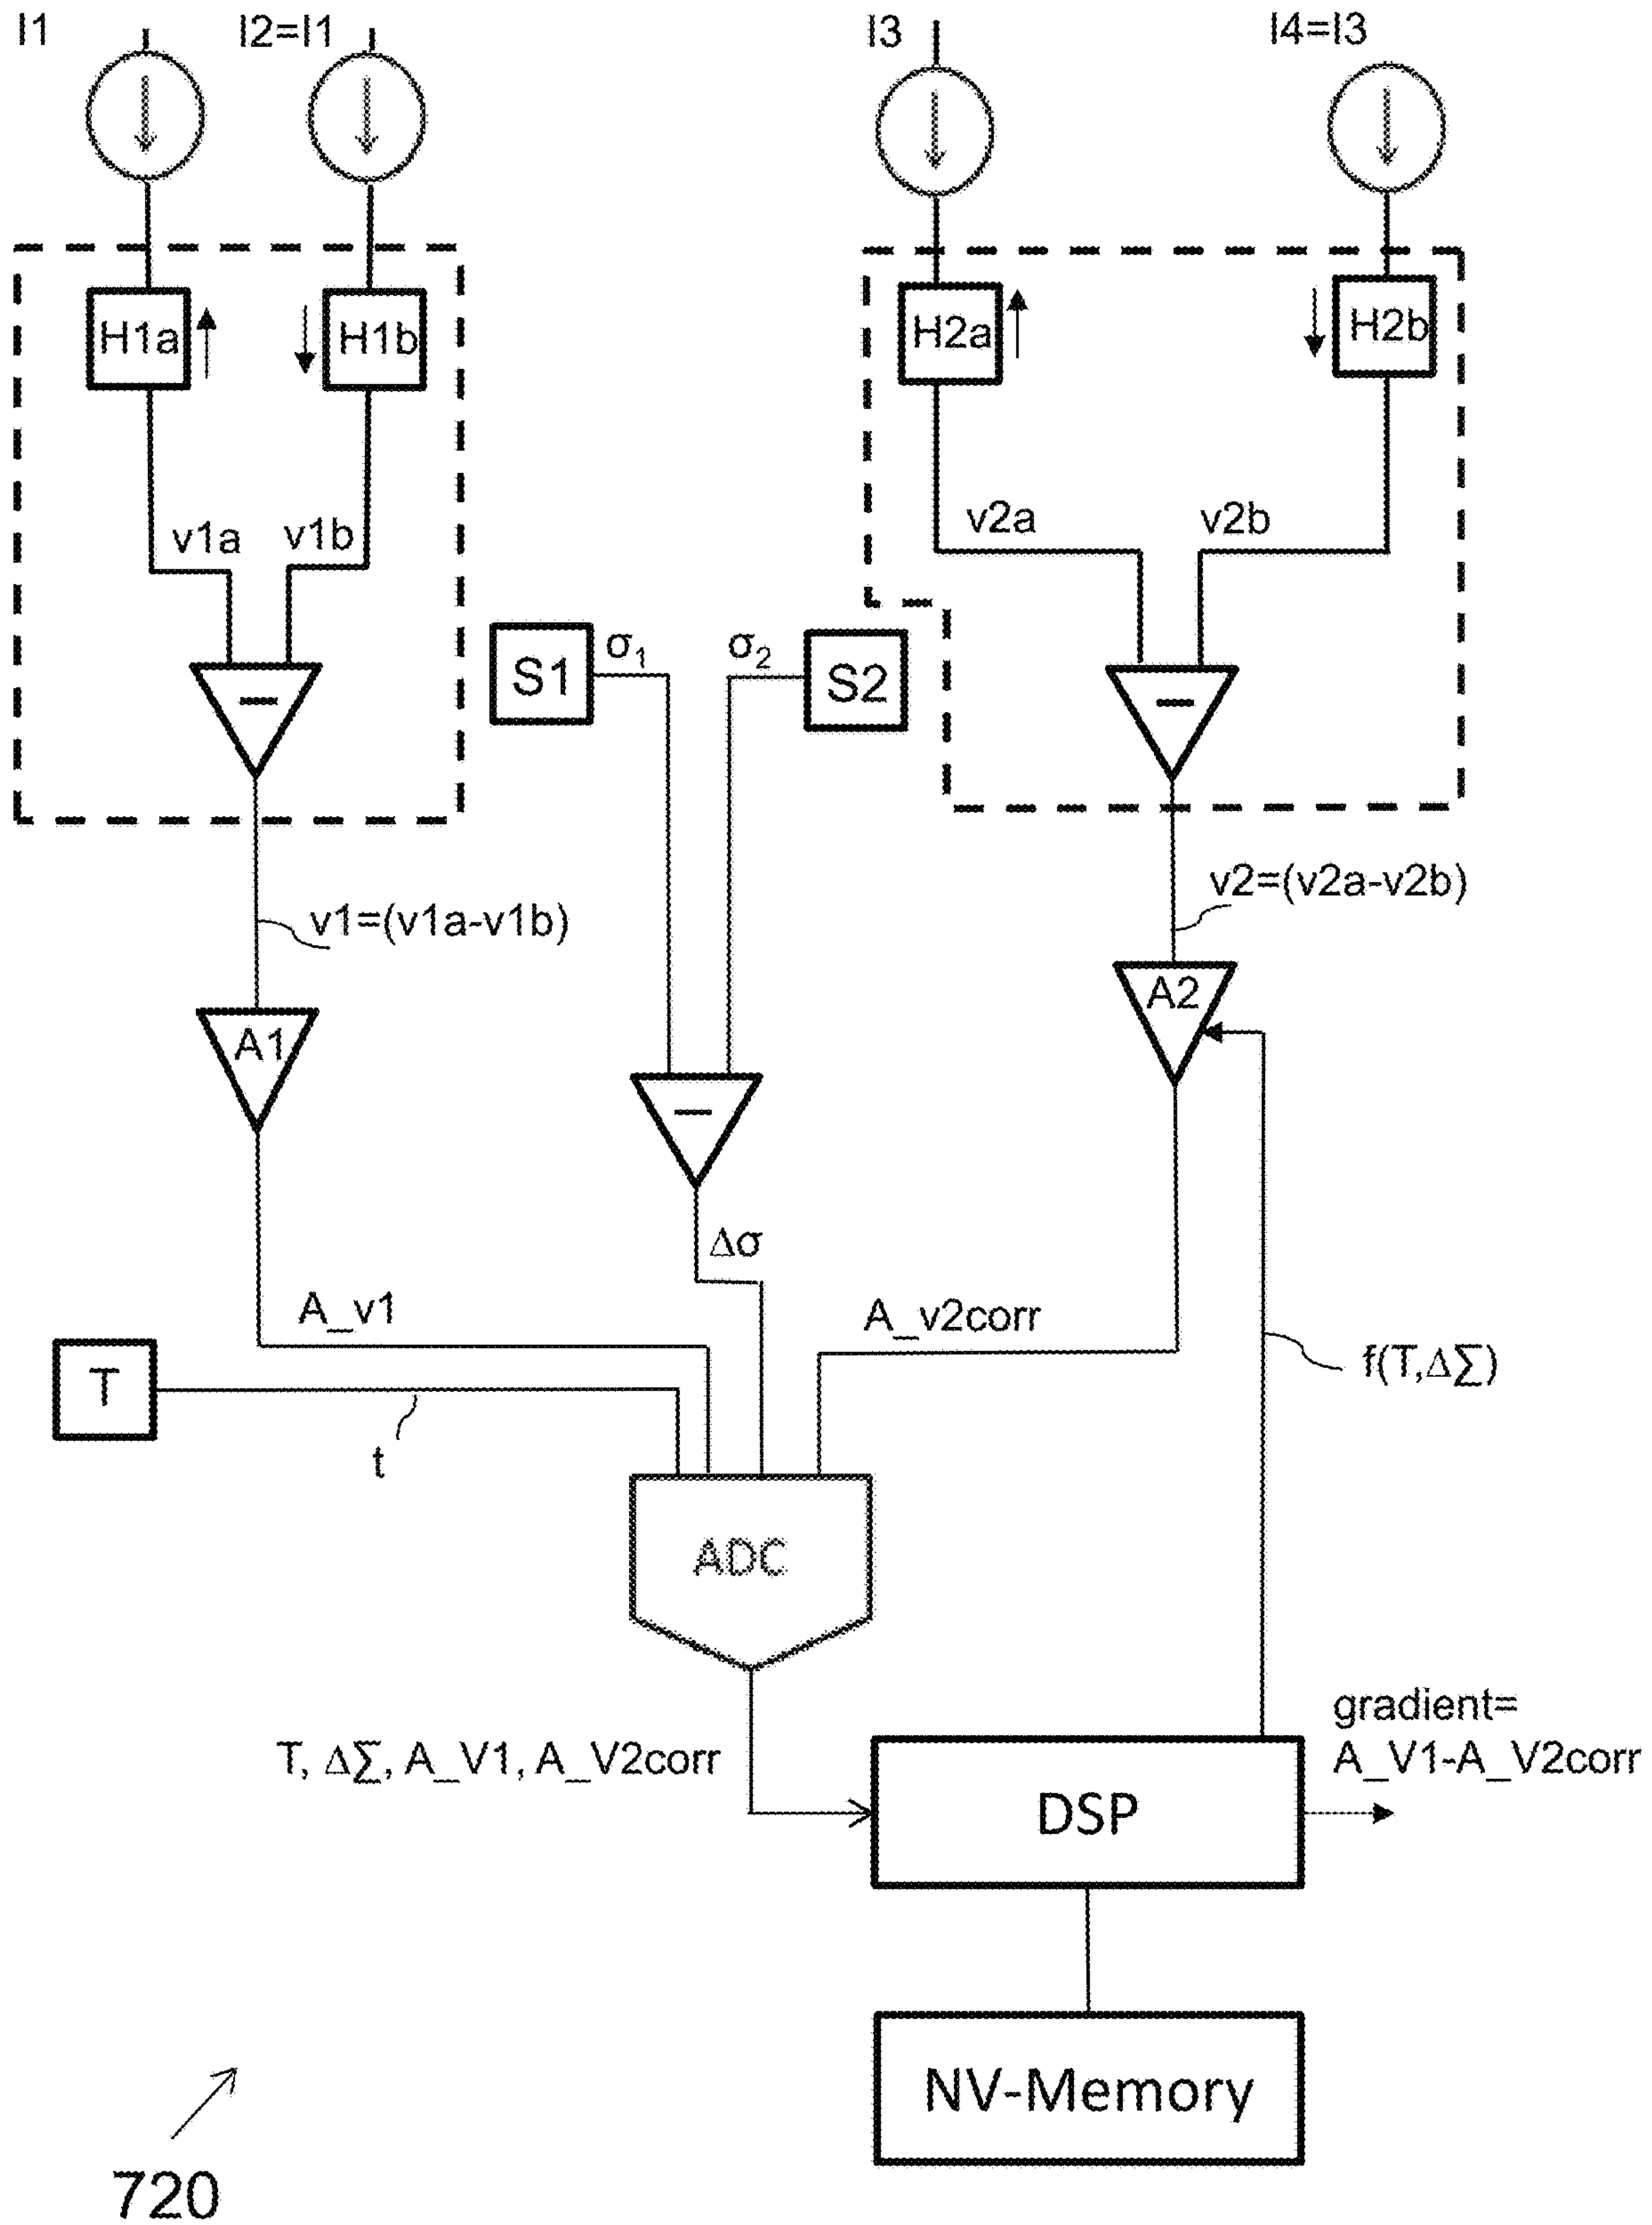 I1
I2=I1
I3
I4=I3
H1a
H1b
H2a
H2b
v1a
v1b
v2a
v2b
S1
σ1
σ2
S2
v1=(v1a-v1b)
v2=(v2a-v2b)
A1
A2
Δσ
A_v1
A_v2corr
f(T,Δ∑)
T
t
ADC
T, Δ∑, A_V1, A_V2corr
gradient=
A_V1-A_V2corr
DSP
NV-Memory
720